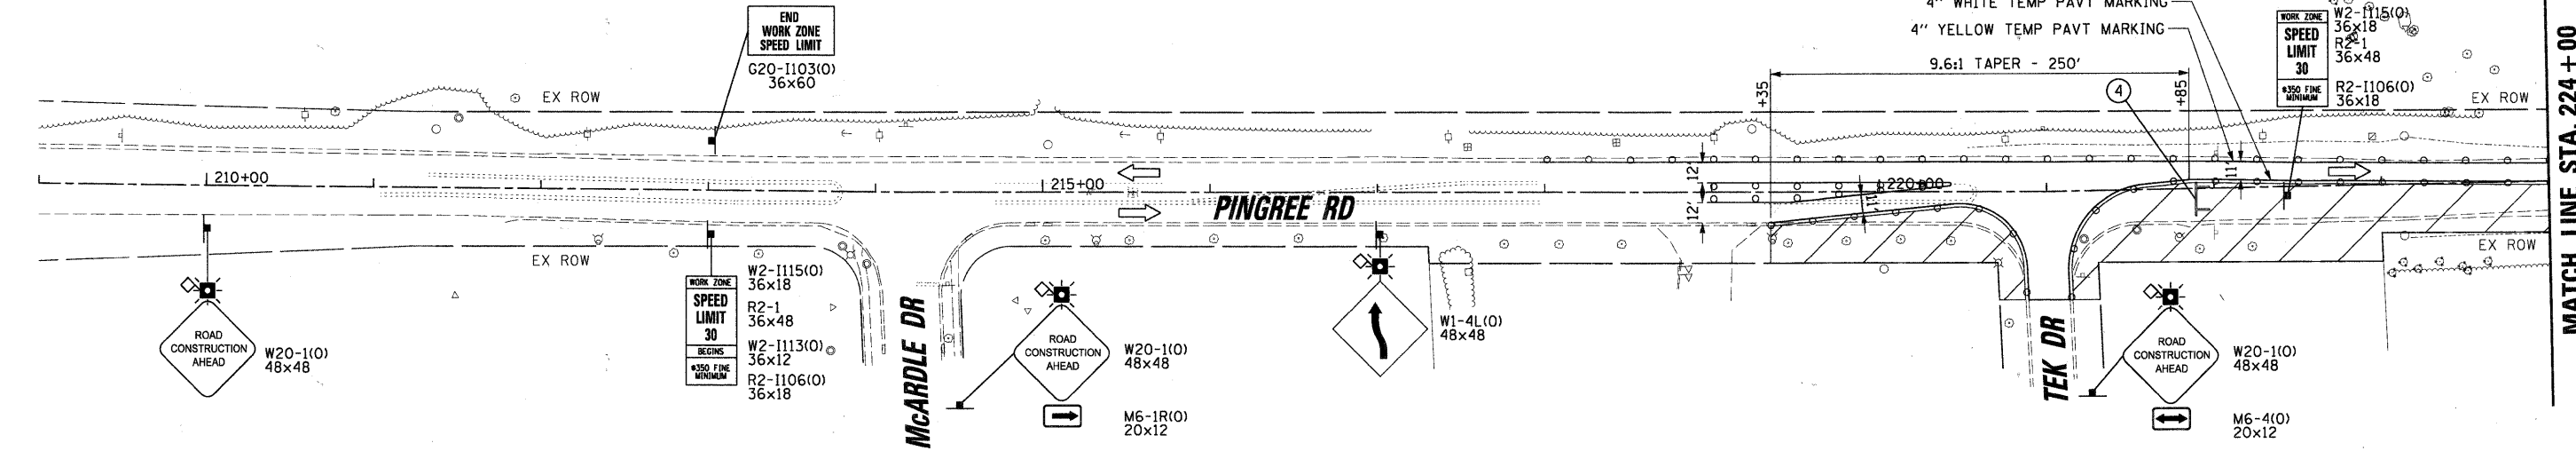 END
WORK ZONE
SPEED LIMIT
G20-I103(O)
36x60
4" WHITE TEMP PAVT MARKING
4" YELLOW TEMP PAVT MARKING
9.6:1 TAPER - 250'
+35
+85
4
WORK ZONE
SPEED
LIMIT
30
$350 FINE
MINIMUM
W2-I115(O)
36x18
R2-1
36x48
R2-I106(O)
36x18
EX ROW
EX ROW
MATCH LINE STA 224+00
210+00
215+00
220+00
12'
12'
11'
11'
PINGREE RD
EX ROW
EX ROW
ROAD
CONSTRUCTION
AHEAD
W20-1(O)
48x48
WORK ZONE
SPEED
LIMIT
30
BEGINS
$350 FINE
MINIMUM
W2-I115(O)
36x18
R2-1
36x48
W2-I113(O)
36x12
R2-I106(O)
36x18
McARDLE DR
ROAD
CONSTRUCTION
AHEAD
W20-1(O)
48x48
M6-1R(O)
20x12
W1-4L(O)
48x48
TEK DR
ROAD
CONSTRUCTION
AHEAD
W20-1(O)
48x48
M6-4(O)
20x12